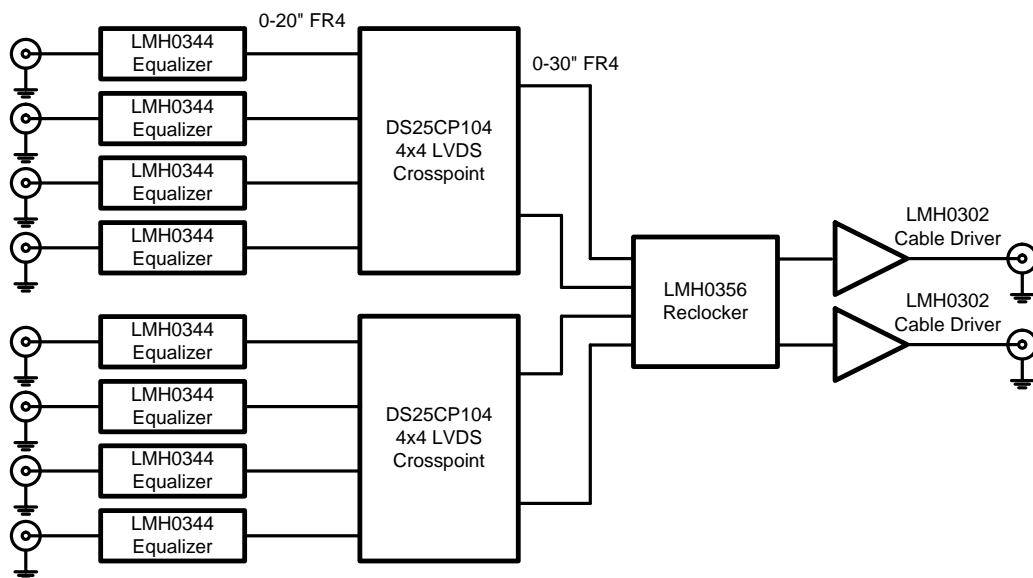 0-20" FR4
LMH0344
Equalizer
LMH0344
Equalizer
LMH0344
Equalizer
LMH0344
Equalizer
DS25CP104
4x4 LVDS
Crosspoint
0-30" FR4
LMH0344
Equalizer
LMH0344
Equalizer
LMH0344
Equalizer
LMH0344
Equalizer
DS25CP104
4x4 LVDS
Crosspoint
LMH0356
Reclocker
LMH0302
Cable Driver
LMH0302
Cable Driver